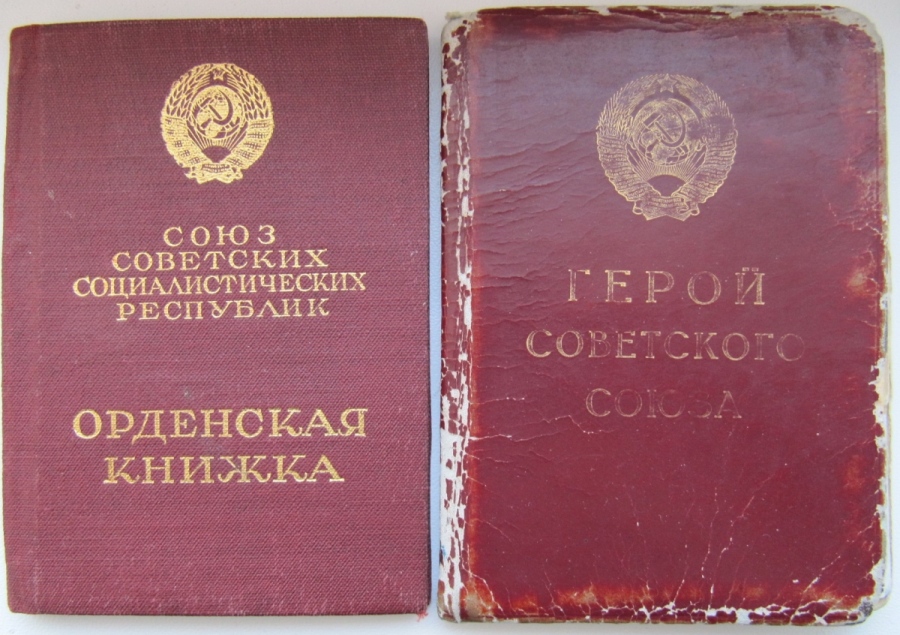 СОЮЗ
СОВЕТСКИХ
СОЦИАЛИСТИЧЕСКИХ
РЕСПУБЛИК
ОРДЕНСКАЯ
КНИЖКА
ГЕРОЙ
СОВЕТСКОГО
СОЮЗА